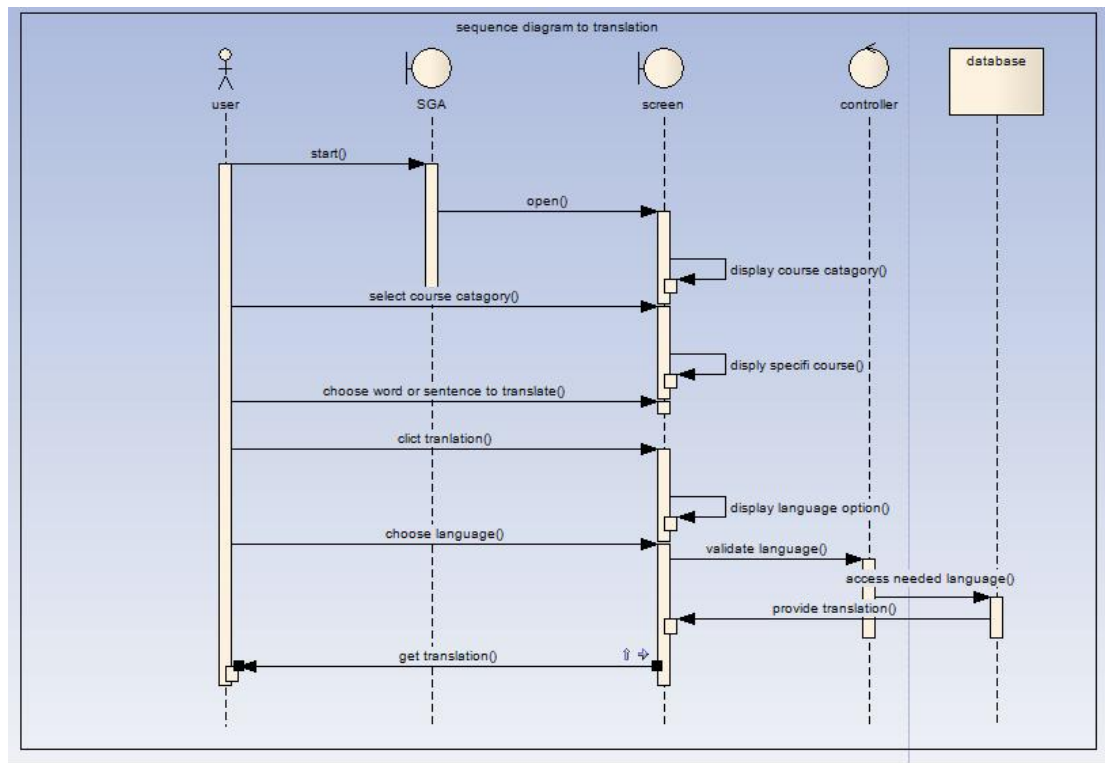 sequence diagram to translation
user
SGA
screen
controller
database
start()
open()
display course catagory()
select course catagory()
disply specifi course()
choose word or sentence to translate()
clict tranlation()
display language option()
choose language()
validate language()
access needed language()
provide translation()
get translation()